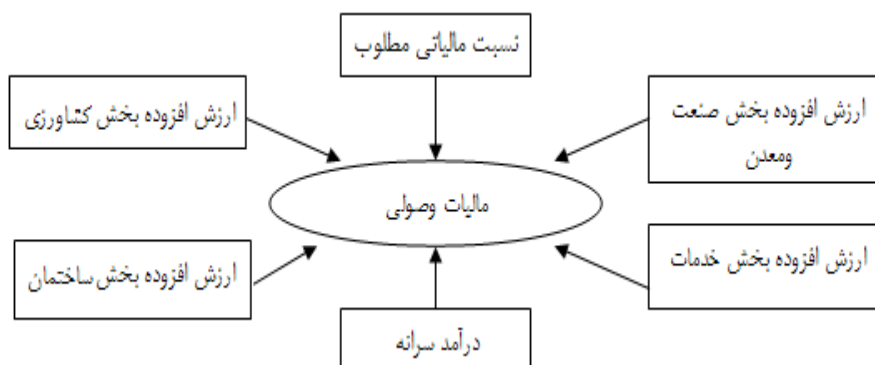 نسبت مالیاتی مطلوب
ارزش افزوده بخش صنعت
ومعدن
ارزش افزوده بخش کشاورزی
مالیات وصولی
ارزش افزوده بخش خدمات
ارزش افزوده بخش ساختمان
درآمد سرانه